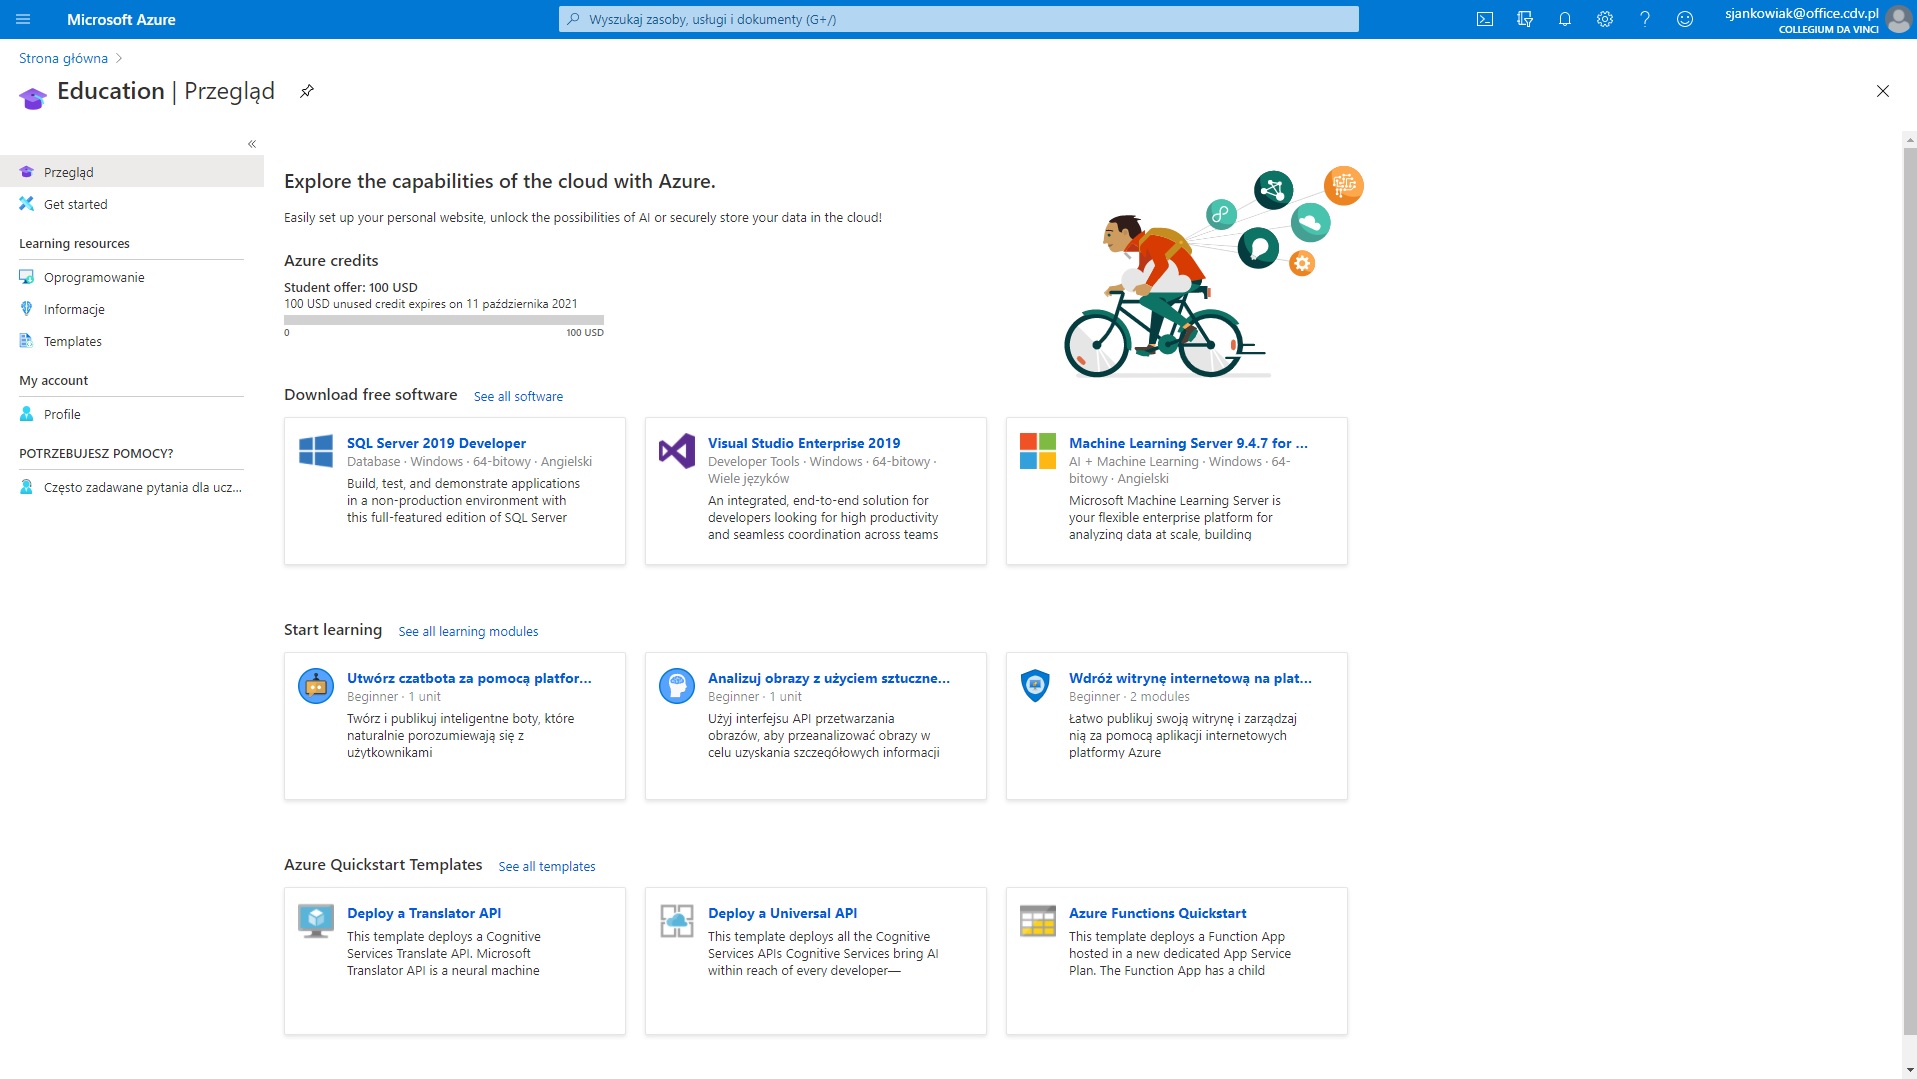 Microsoft Azure
Wyszukaj zasoby, usługi i dokumenty (G+/)
sjankowiak@office.cdv.pl
COLLEGIUM DA VINCI
Strona główna
Education | Przegląd
Przegląd
Get started
Learning resources
Oprogramowanie
Informacje
Templates
My account
Profile
POTRZEBUJESZ POMOCY?
Często zadawane pytania dla ucz...
Explore the capabilities of the cloud with Azure.
Easily set up your personal website, unlock the possibilities of AI or securely store your data in the cloud!
Azure credits
Student offer: 100 USD
100 USD unused credit expires on 11 października 2021
0 100 USD
Download free software See all software
SQL Server 2019 Developer
Database · Windows · 64-bitowy · Angielski
Build, test, and demonstrate applications
in a non-production environment with
this full-featured edition of SQL Server
Visual Studio Enterprise 2019
Developer Tools · Windows · 64-bitowy ·
Wiele języków
An integrated, end-to-end solution for
developers looking for high productivity
and seamless coordination across teams
Machine Learning Server 9.4.7 for ...
AI + Machine Learning · Windows · 64-
bitowy · Angielski
Microsoft Machine Learning Server is
your flexible enterprise platform for
analyzing data at scale, building
Start learning See all learning modules
Utwórz czatbota za pomocą platfor...
Beginner · 1 unit
Twórz i publikuj inteligentne boty, które
naturalnie porozumiewają się z
użytkownikami
Analizuj obrazy z użyciem sztuczne...
Beginner · 1 unit
Użyj interfejsu API przetwarzania
obrazów, aby przeanalizować obrazy w
celu uzyskania szczegółowych informacji
Wdróż witrynę internetową na plat...
Beginner · 2 modules
Łatwo publikuj swoją witrynę i zarządzaj
nią za pomocą aplikacji internetowych
platformy Azure
Azure Quickstart Templates See all templates
Deploy a Translator API
This template deploys a Cognitive
Services Translate API. Microsoft
Translator API is a neural machine
Deploy a Universal API
This template deploys all the Cognitive
Services APIs Cognitive Services bring AI
within reach of every developer—
Azure Functions Quickstart
This template deploys a Function App
hosted in a new dedicated App Service
Plan. The Function App has a child